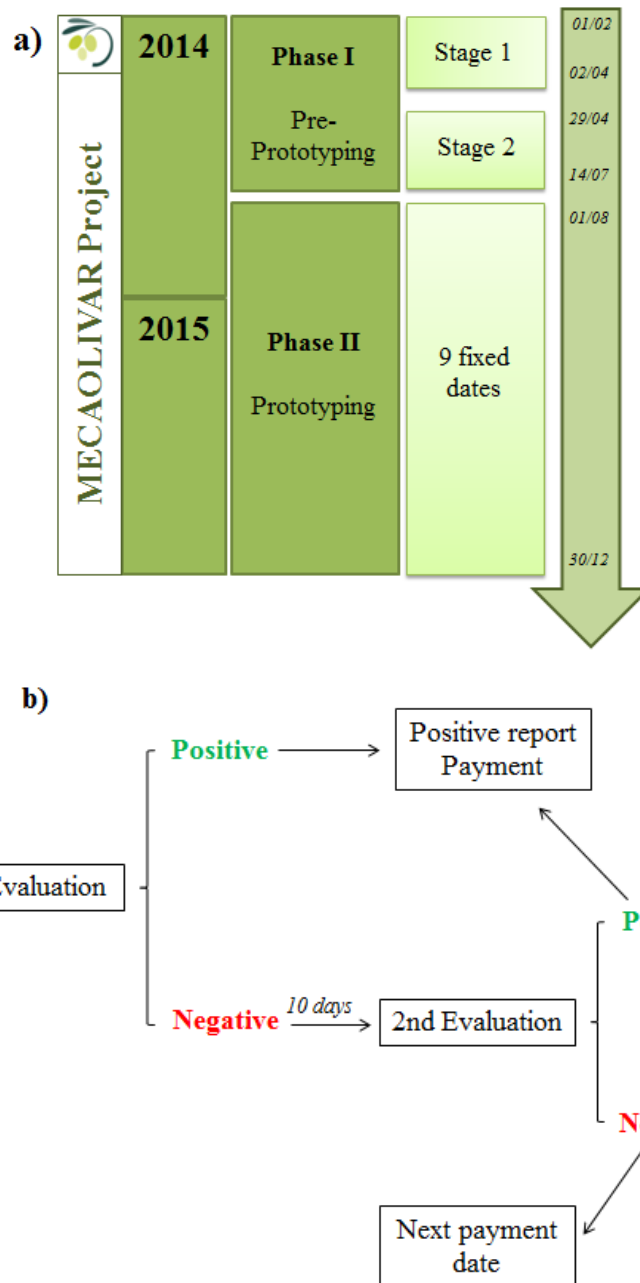 a)
MECAOLIVAR Project
2014
2015
Phase I
Pre-
Prototyping
Phase II
Prototyping
Stage 1
Stage 2
9 fixed
dates
01/02
02/04
29/04
14/07
01/08
30/12
b)
Positive
Positive report
Payment
valuation
P
Negative
10 days
2nd Evaluation
N
Next payment
date